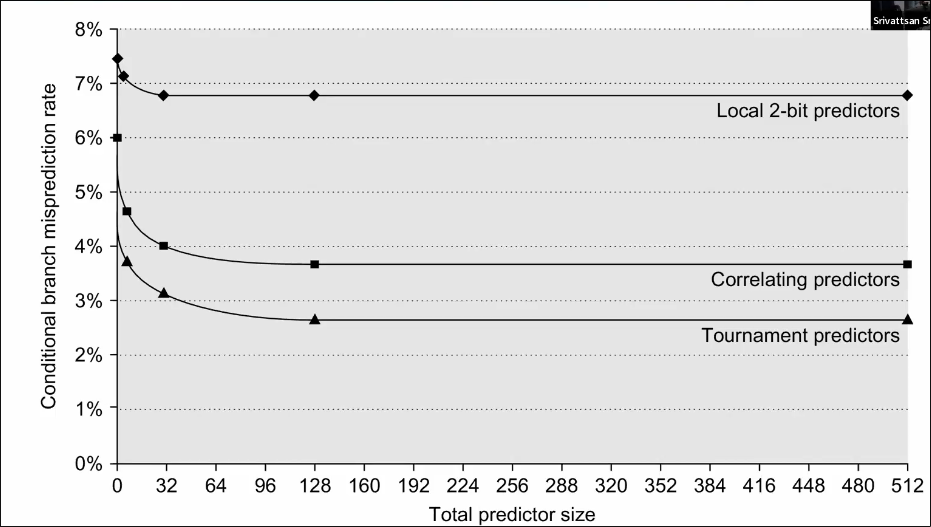 Srivattsan
8%
7%
6%
5%
4%
3%
2%
1%
0%
Conditional branch misprediction rate
Local 2-bit predictors
Correlating predictors
Tournament predictors
0 32 64 96 128 160 192 224 256 288 320 352 384 416 448 480 512
Total predictor size